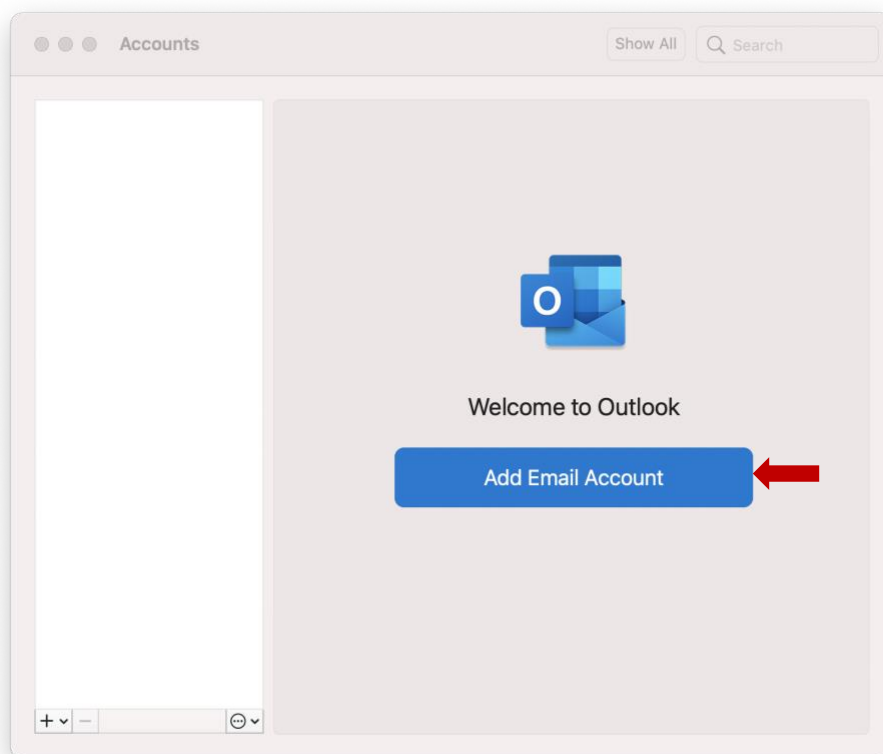 Accounts
Show All
Search
O
Welcome to Outlook
Add Email Account